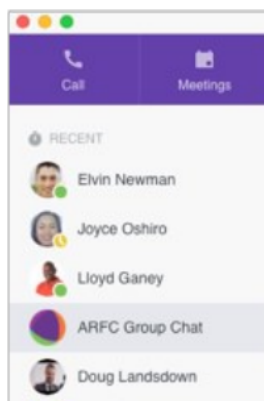 Call Meetings
RECENT
Elvin Newman
Joyce Oshiro
Lloyd Ganey
ARFC Group Chat
Doug Landsdown